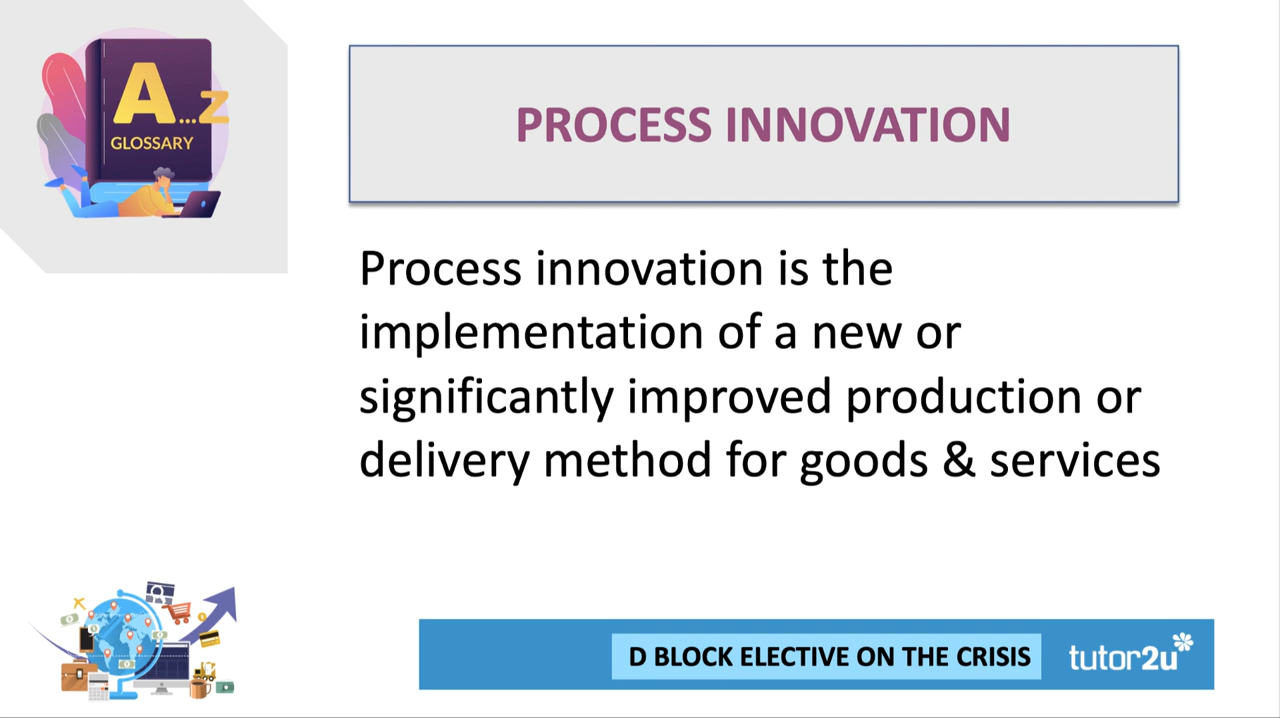 A...Z
GLOSSARY
PROCESS INNOVATION
Process innovation is the
implementation of a new or
significantly improved production or
delivery method for goods & services
D BLOCK ELECTIVE ON THE CRISIS
tutor2u